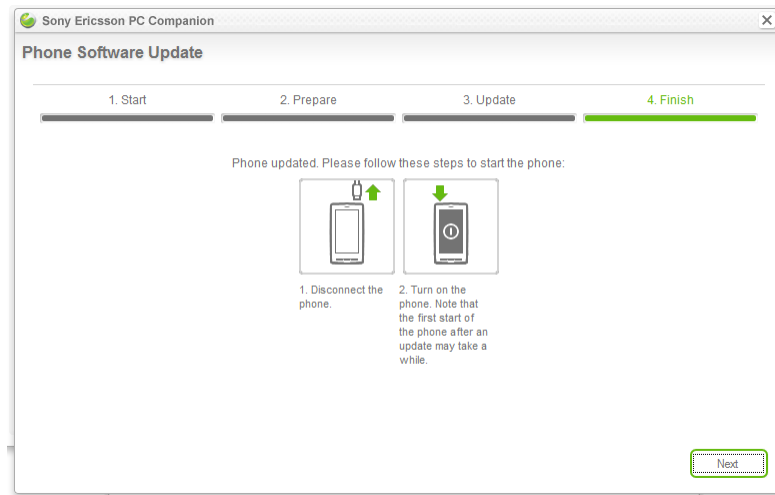 Sony Ericsson PC Companion
Phone Software Update
1. Start
2. Prepare
3. Update
4. Finish
Phone updated. Please follow these steps to start the phone:
1. Disconnect the
phone.
2. Turn on the
phone. Note that
the first start of
the phone after an
update may take a
while.
Next